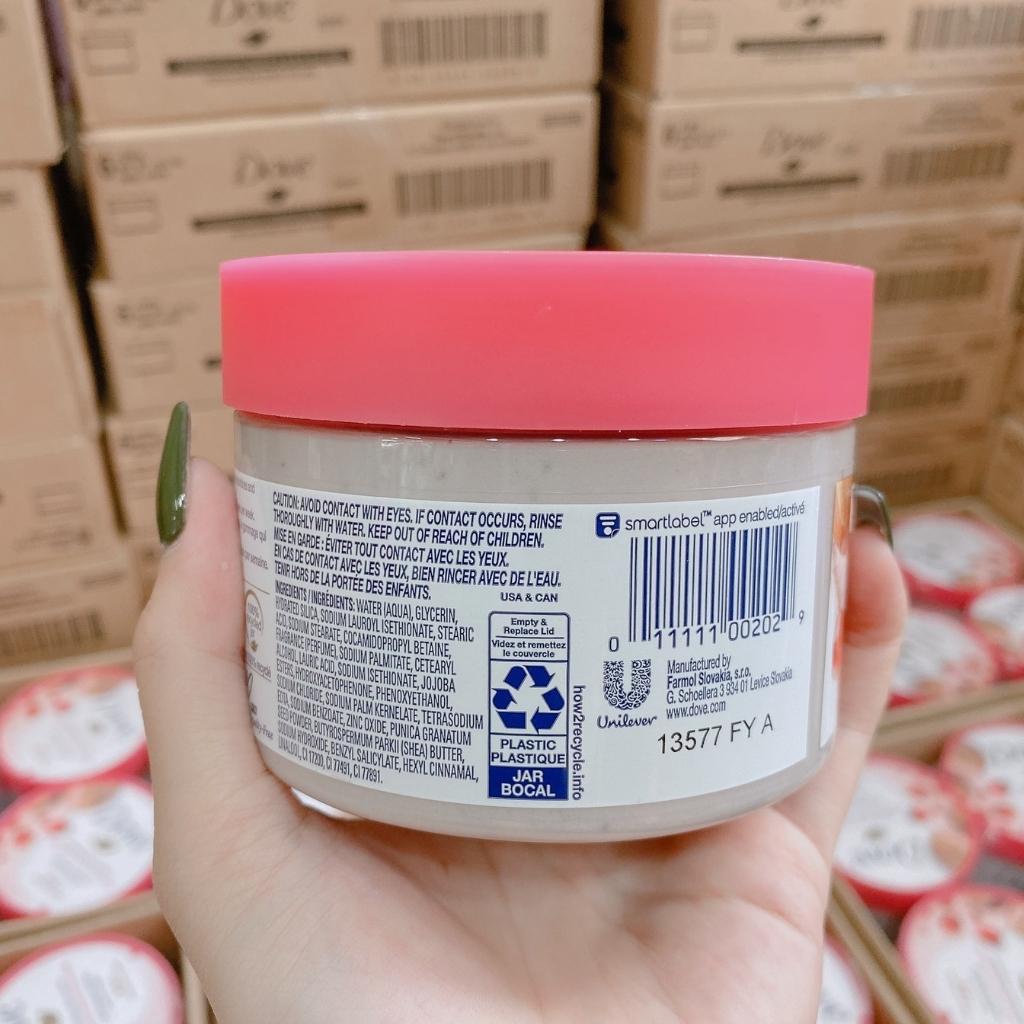 Dove
Dove
Dove
Dove
CAUTION: AVOID CONTACT WITH EYES. IF CONTACT OCCURS, RINSE
THOROUGHLY WITH WATER. KEEP OUT OF REACH OF CHILDREN.
MISE EN GARDE : ÉVITER TOUT CONTACT AVEC LES YEUX.
EN CAS DE CONTACT AVEC LES YEUX, BIEN RINCER AVEC DE L'EAU.
TENIR HORS DE LA PORTÉE DES ENFANTS.
USA & CAN
INGREDIENTS / INGRÉDIENTS: WATER (AQUA), GLYCERIN,
HYDRATED SILICA, SODIUM LAUROYL ISETHIONATE, STEARIC
ACID, SODIUM STEARATE, COCAMIDOPROPYL BETAINE,
FRAGRANCE (PERFUME), SODIUM PALMITATE, CETEARYL
ALCOHOL, LAURIC ACID, SODIUM ISETHIONATE, JOJOBA
ESTERS, HYDROXYACETOPHENONE, PHENOXYETHANOL,
SODIUM CHLORIDE, SODIUM PALM KERNELATE, TETRASODIUM
EDTA, SODIUM BENZOATE, ZINC OXIDE, PUNICA GRANATUM
SEED POWDER, BUTYROSPERMUM PARKII (SHEA) BUTTER,
SODIUM HYDROXIDE, BENZYL SALICYLATE, HEXYL CINNAMAL,
LINALOOL, CI 17200, CI 77491, CI 77891.
Empty &
Replace Lid
Videz et remettez
le couvercle
PLASTIC
PLASTIQUE
JAR
BOCAL
how2recycle.info
smartlabel™ app enabled/activé
0 11111 00202 9
Unilever
Manufactured by
Farmol Slovakia, s.r.o.
G. Schoellera 3 934 01 Levice Slovakia
www.dove.com
13577 FY A